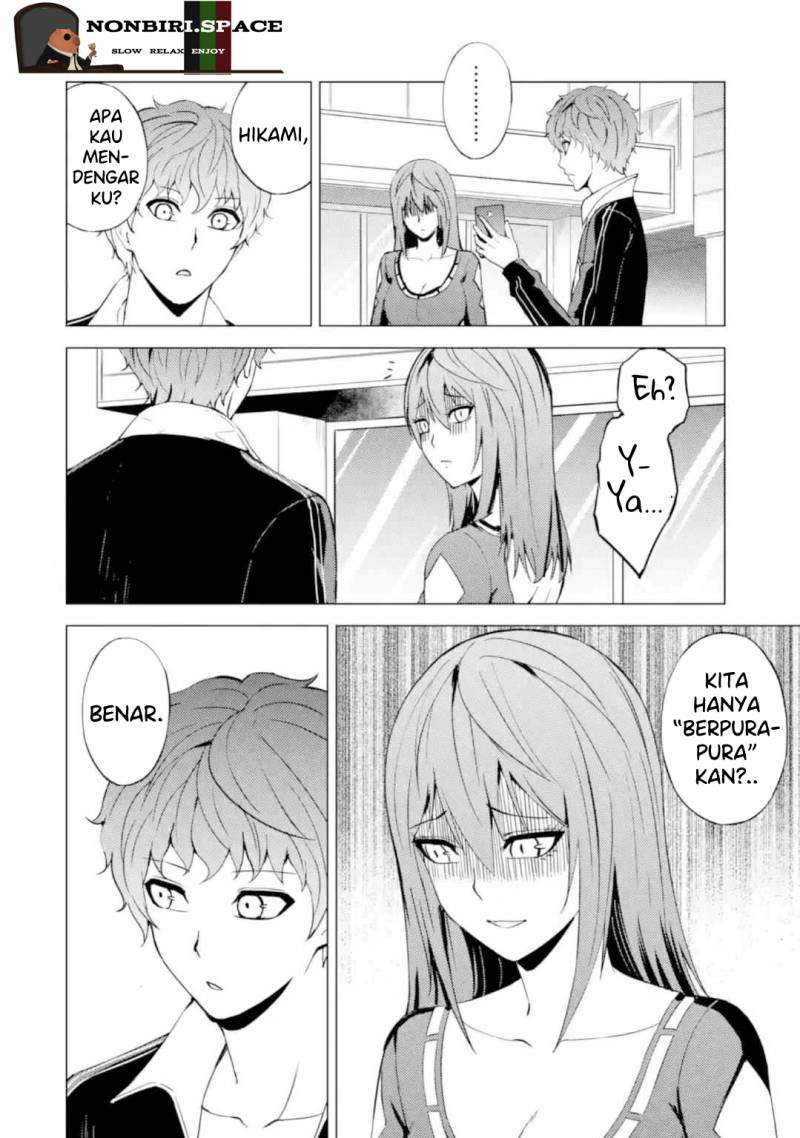 NONBIRI.SPACE
SLOW RELAX ENJOY
.........
HIKAMI,
APA
KAU
MEN-
DENGAR
KU?
Eh?
Y-
Ya...
KITA
HANYA
“BERPURA-
PURA”
KAN?..
BENAR.